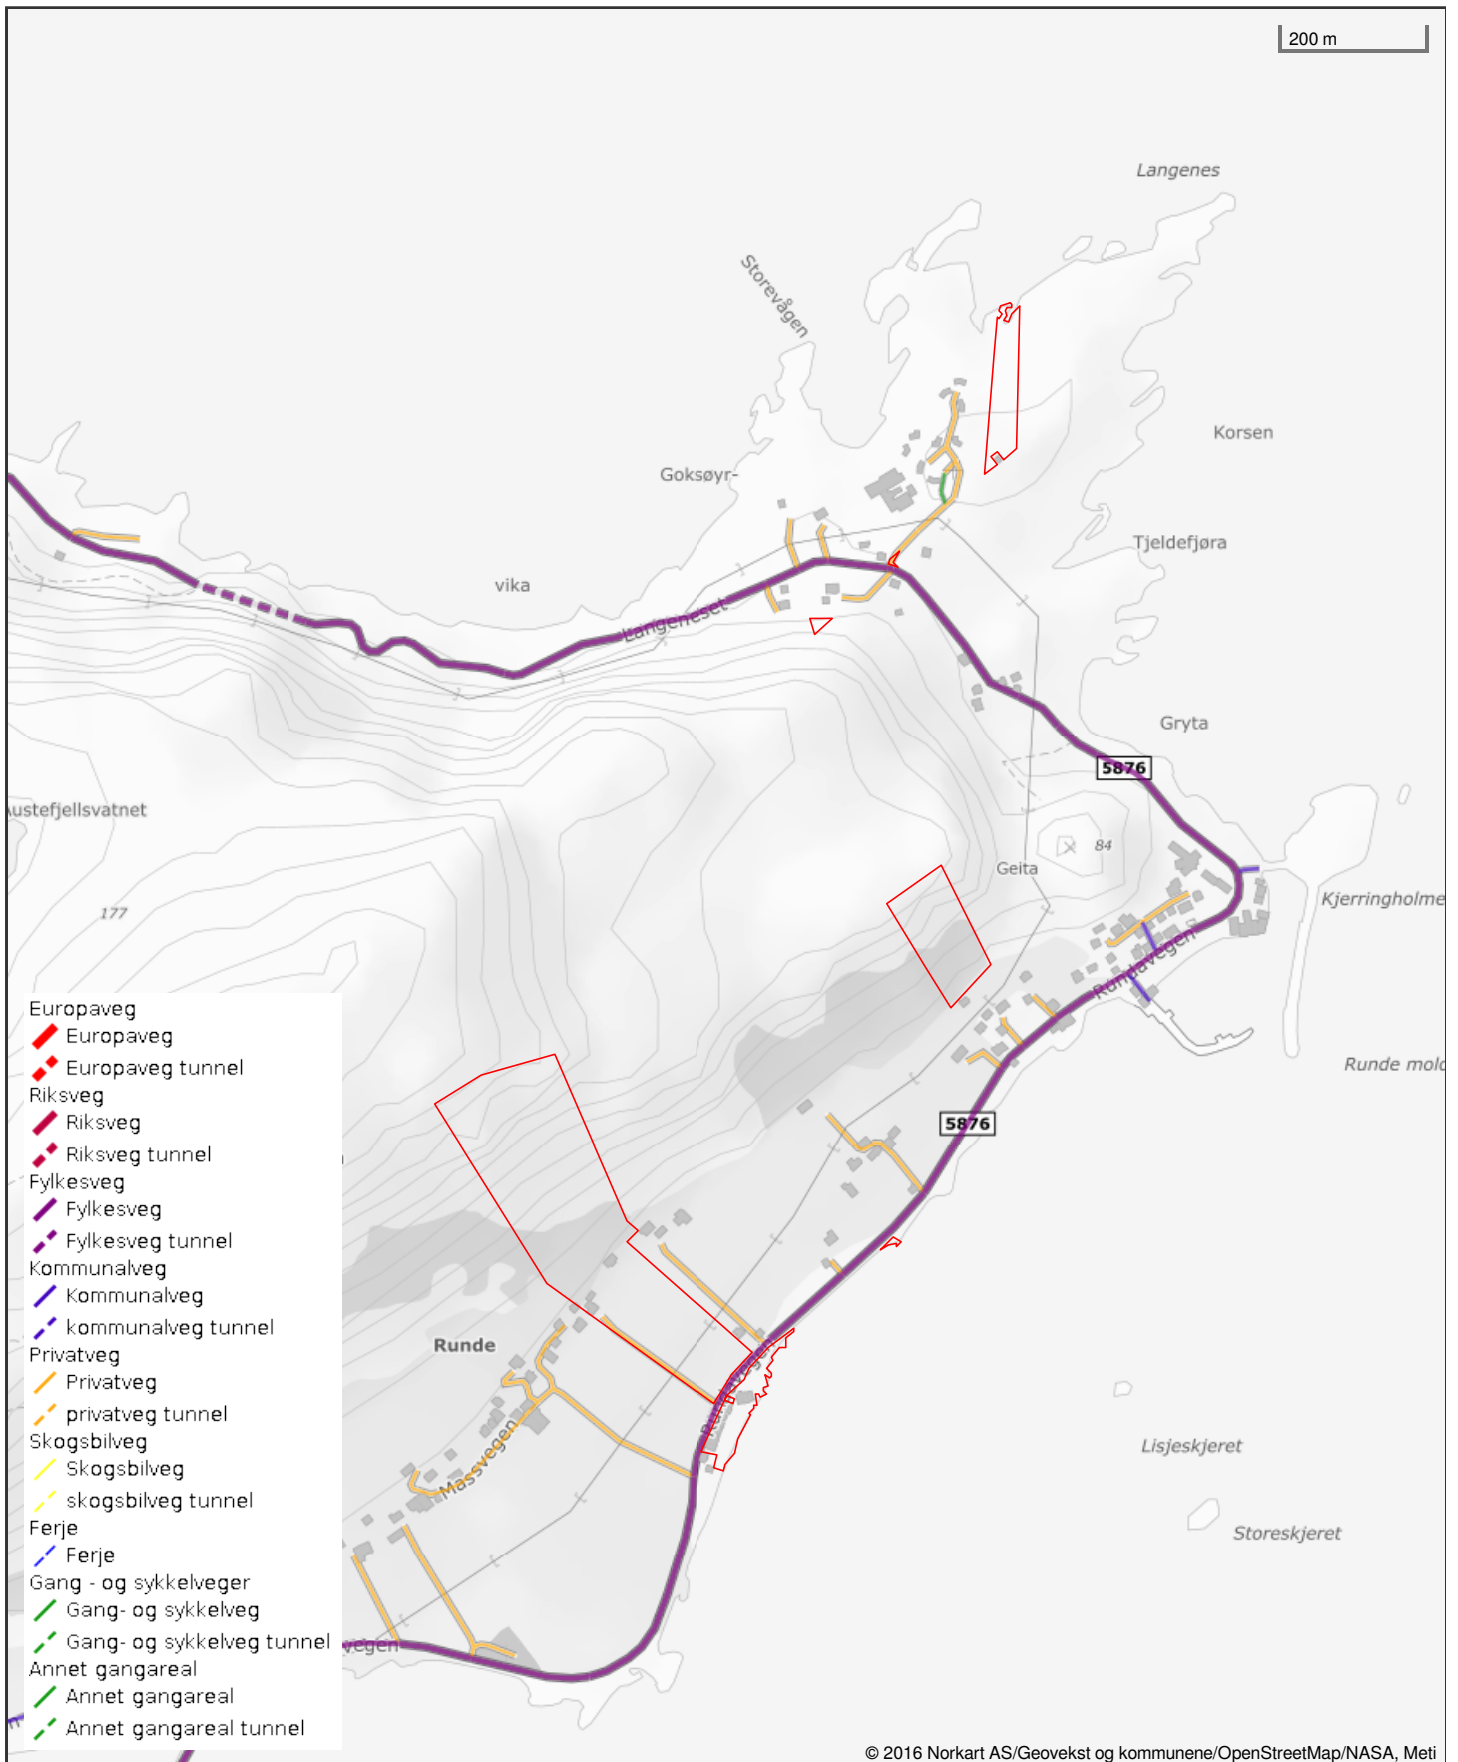 200 m
Langenes
Storevågen
Korsen
Goksøyr-
Tjeldefjøra
vika
Langeneset
Gryta
5876
Austefjellsvatnet
84
Geita
177
Kjerringholme
Rundavegen
Runde molo
5876
Runde
Rundavegen
Massvegen
Lisjeskjeret
Storeskjeret
vegen
Europaveg
Europaveg
Europaveg tunnel
Riksveg
Riksveg
Riksveg tunnel
Fylkesveg
Fylkesveg
Fylkesveg tunnel
Kommunalveg
Kommunalveg
kommunalveg tunnel
Privatveg
Privatveg
privatveg tunnel
Skogsbilveg
Skogsbilveg
skogsbilveg tunnel
Ferje
Ferje
Gang - og sykkelveger
Gang- og sykkelveg
Gang- og sykkelveg tunnel
Annet gangareal
Annet gangareal
Annet gangareal tunnel
© 2016 Norkart AS/Geovekst og kommunene/OpenStreetMap/NASA, Meti